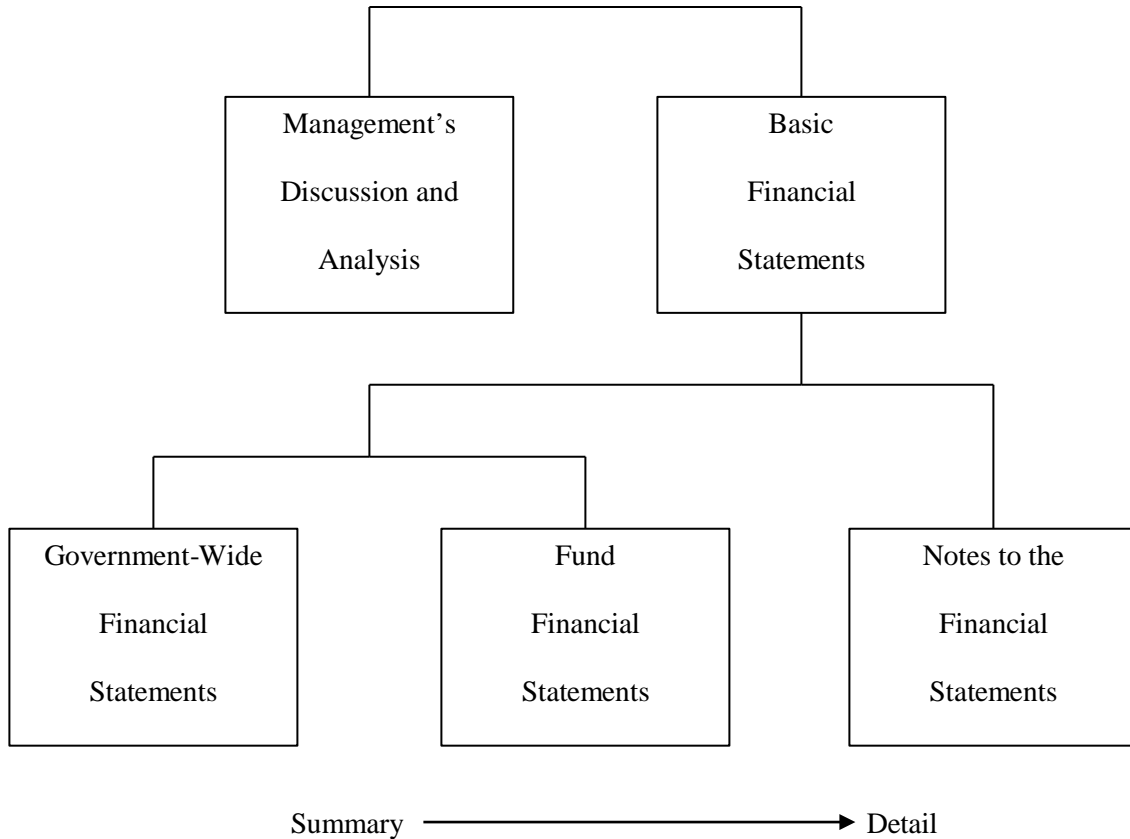 Management’s
Discussion and
Analysis
Basic
Financial
Statements
Government-Wide
Financial
Statements
Fund
Financial
Statements
Notes to the
Financial
Statements
Summary
Detail